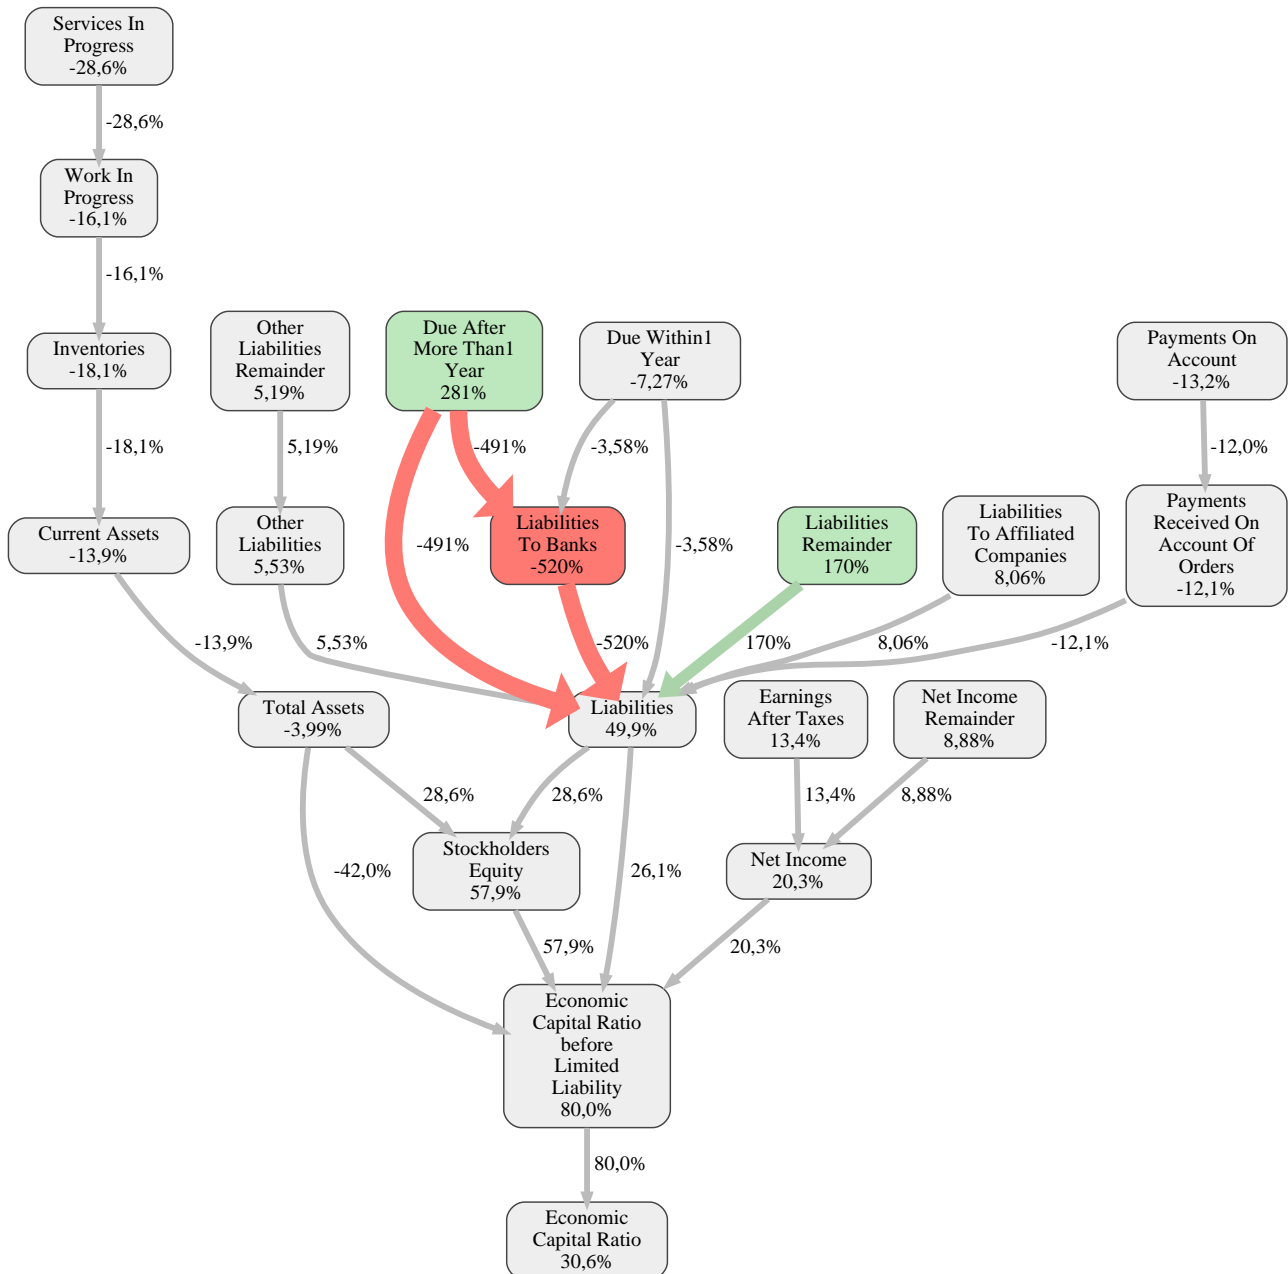 Services In
Progress
-28,6%
-28,6%
Work In
Progress
-16,1%
-16,1%
Inventories
-18,1%
Other
Liabilities
Remainder
5,19%
Due After
More Than1
Year
281%
Due Within1
Year
-7,27%
Payments On
Account
-13,2%
-18,1%
5,19%
-491%
-3,58%
-12,0%
Current Assets
-13,9%
Other
Liabilities
5,53%
-491%
Liabilities
To Banks
-520%
-3,58%
Liabilities
Remainder
170%
Liabilities
To Affiliated
Companies
8,06%
Payments
Received On
Account Of
Orders
-12,1%
-13,9%
5,53%
-520%
170%
8,06%
-12,1%
Total Assets
-3,99%
Liabilities
49,9%
Earnings
After Taxes
13,4%
Net Income
Remainder
8,88%
28,6%
28,6%
13,4%
8,88%
-42,0%
Stockholders
Equity
57,9%
26,1%
Net Income
20,3%
57,9%
20,3%
Economic
Capital Ratio
before
Limited
Liability
80,0%
80,0%
Economic
Capital Ratio
30,6%